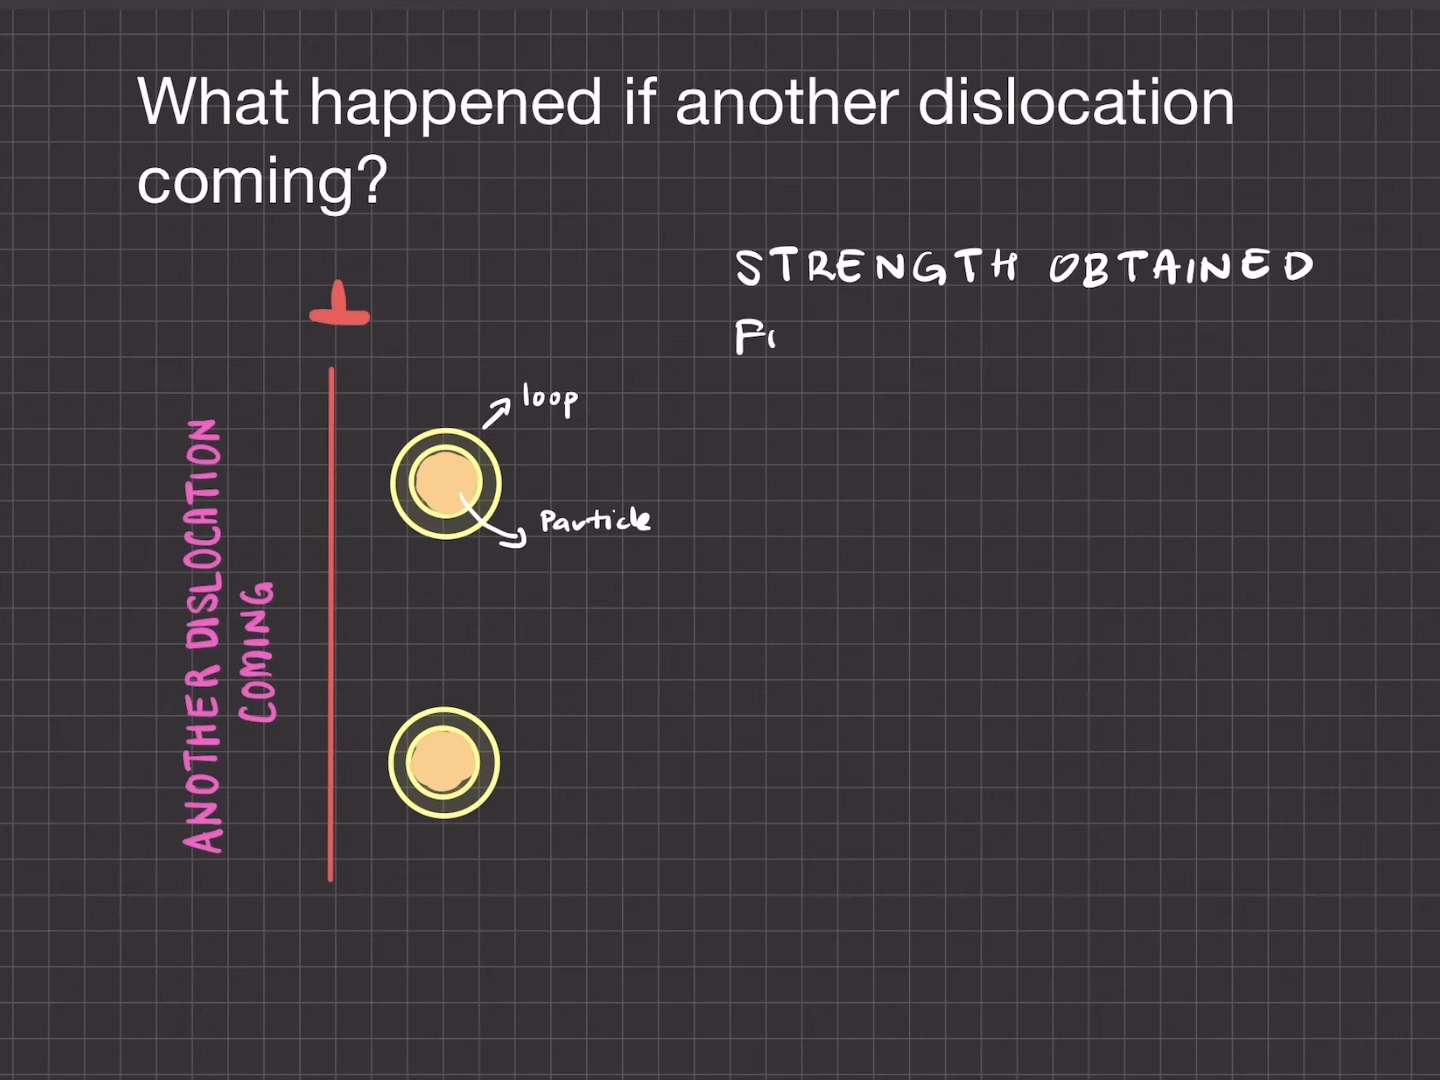 What happened if another dislocation
coming?
STRENGTH OBTAINED
loop
Particle
ANOTHER DISLOCATION
COMING